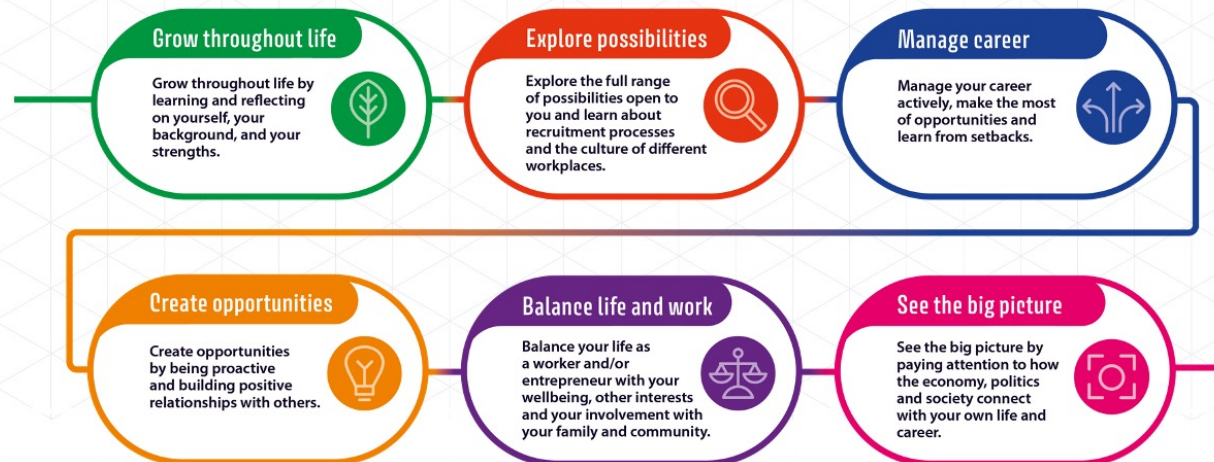 Grow throughout life
Grow throughout life by
learning and reflecting
on yourself, your
background, and your
strengths.
Explore possibilities
Explore the full range
of possibilities open to
you and learn about
recruitment processes
and the culture of different
workplaces.
Manage career
Manage your career
actively, make the most
of opportunities and
learn from setbacks.
Create opportunities
Create opportunities
by being proactive
and building positive
relationships with others.
Balance life and work
Balance your life as
a worker and/or
entrepreneur with your
wellbeing, other interests
and your involvement with
your family and community.
See the big picture
See the big picture by
paying attention to how
the economy, politics
and society connect
with your own life and
career.